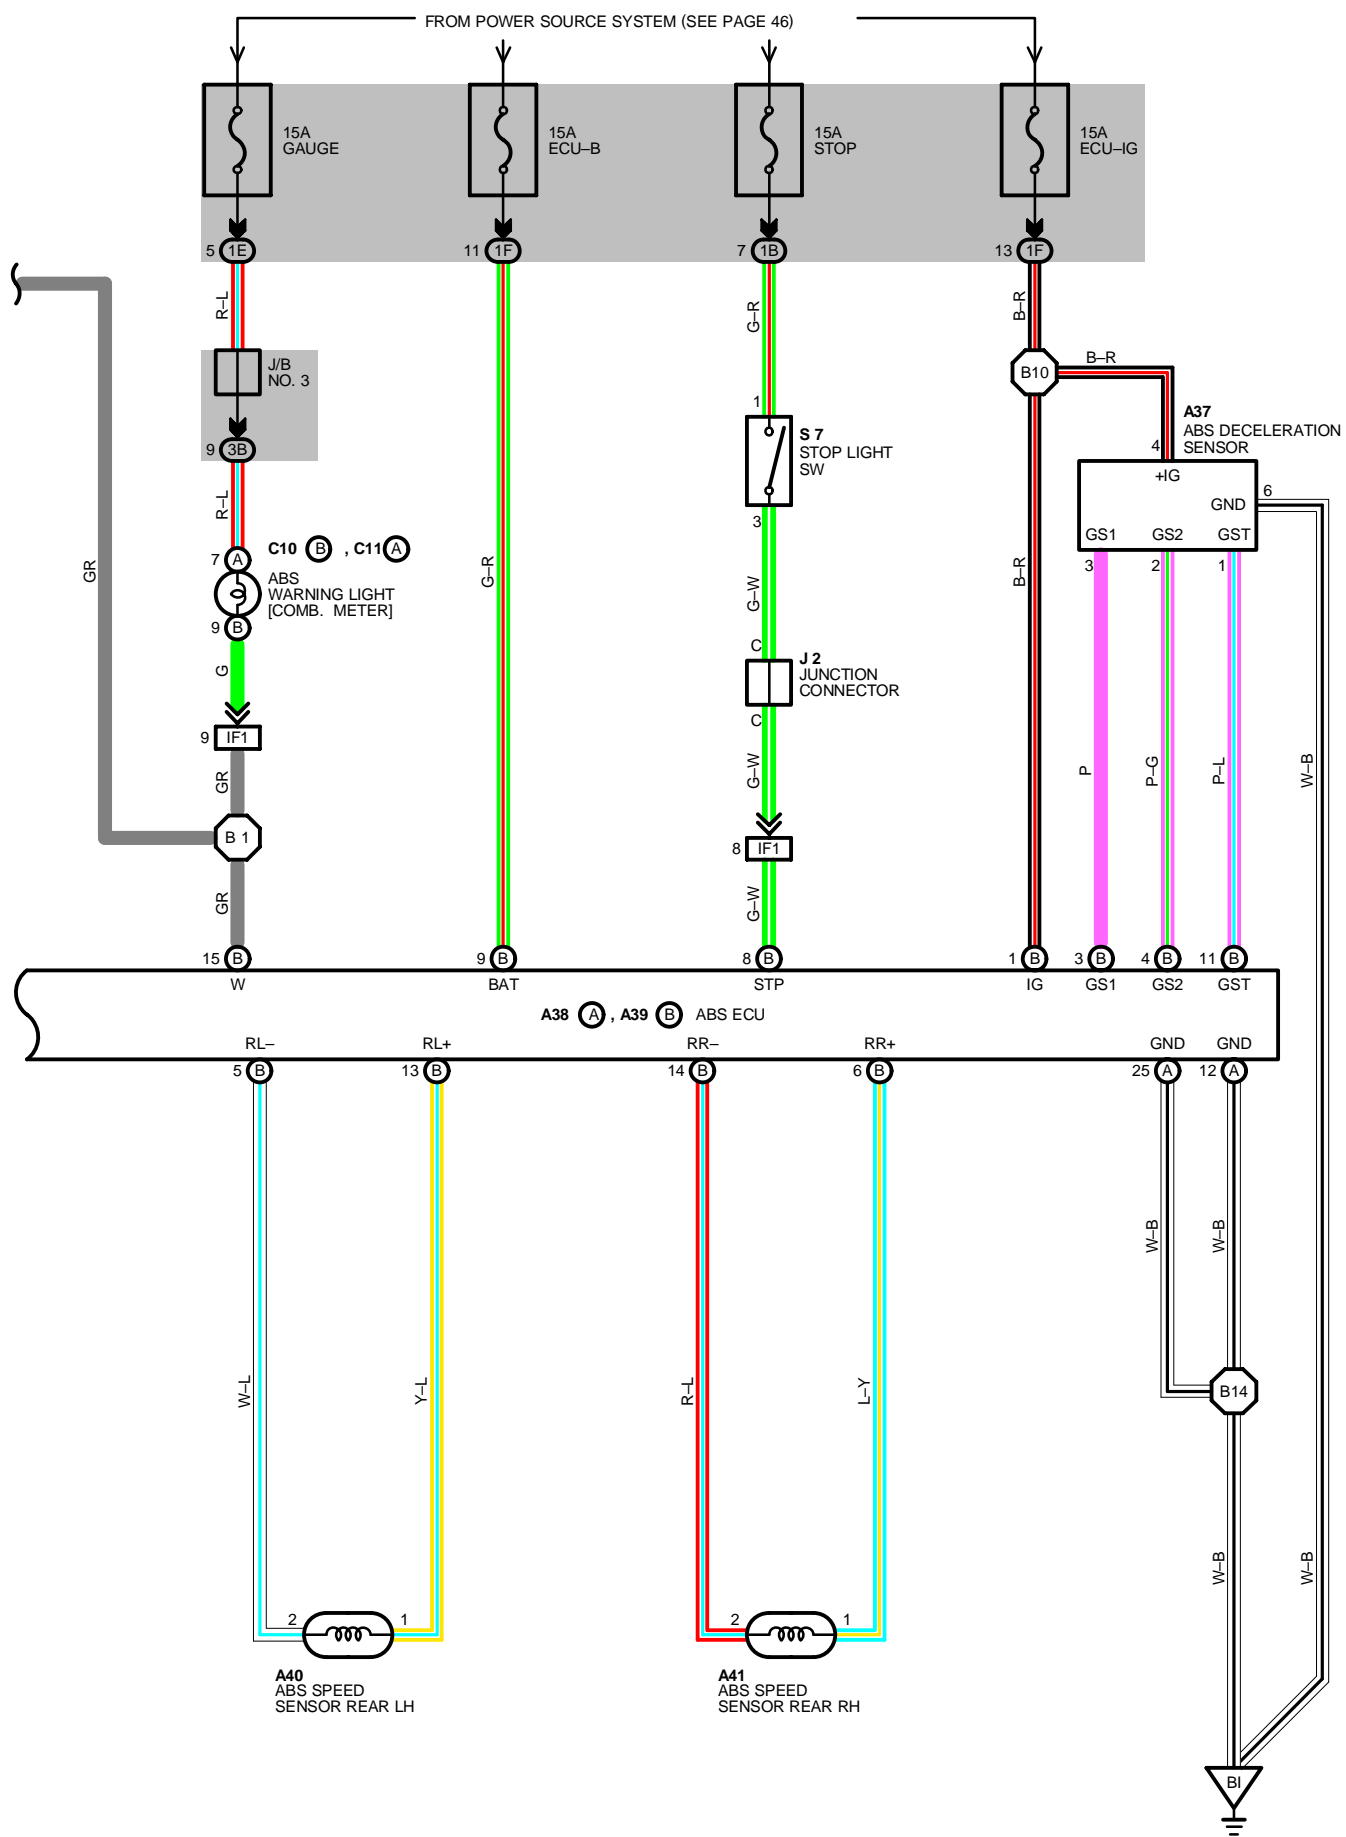 FROM POWER SOURCE SYSTEM (SEE PAGE 46)
15A
GAUGE
15A
ECU–B
15A
STOP
15A
ECU–IG
5 1E
11 1F
7 1B
13 1F
R–L
G–R
B–R
J/B
NO. 3
B10
B–R
1
9 3B
S 7
STOP LIGHT
SW
A37
ABS DECELERATION
SENSOR
4
+IG
6
GND
R–L
3
GS1
GS2
GST
C10 B , C11 A
7 A
ABS
WARNING LIGHT
[COMB. METER]
9 B
GR
G–R
G–W
B–R
3
2
1
G
C
J 2
JUNCTION
CONNECTOR
C
9 IF1
GR
G–W
P
P–G
P–L
W–B
B 1
8 IF1
GR
G–W
15 B
9 B
8 B
1 B
3 B
4 B
11 B
W
BAT
STP
IG
GS1
GS2
GST
A38 A , A39 B ABS ECU
RL–
RL+
RR–
RR+
GND
GND
5 B
13 B
14 B
6 B
25 A
12 A
W–B
W–B
W–L
Y–L
R–L
L–Y
B14
W–B
W–B
2
1
2
1
A40
ABS SPEED
SENSOR REAR LH
A41
ABS SPEED
SENSOR REAR RH
BI